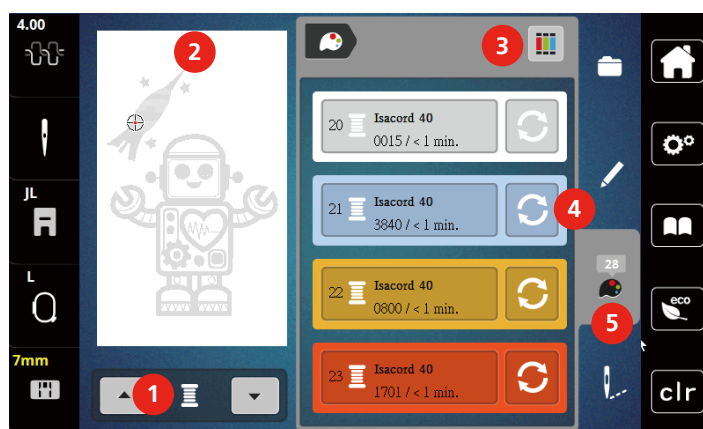 4.00
2
3
20 Isacord 40
0015 / < 1 min.
JL
21 Isacord 40
3840 / < 1 min.
4
28
L
22 Isacord 40
0800 / < 1 min.
eco
5
7mm
23 Isacord 40
1701 / < 1 min.
1
clr